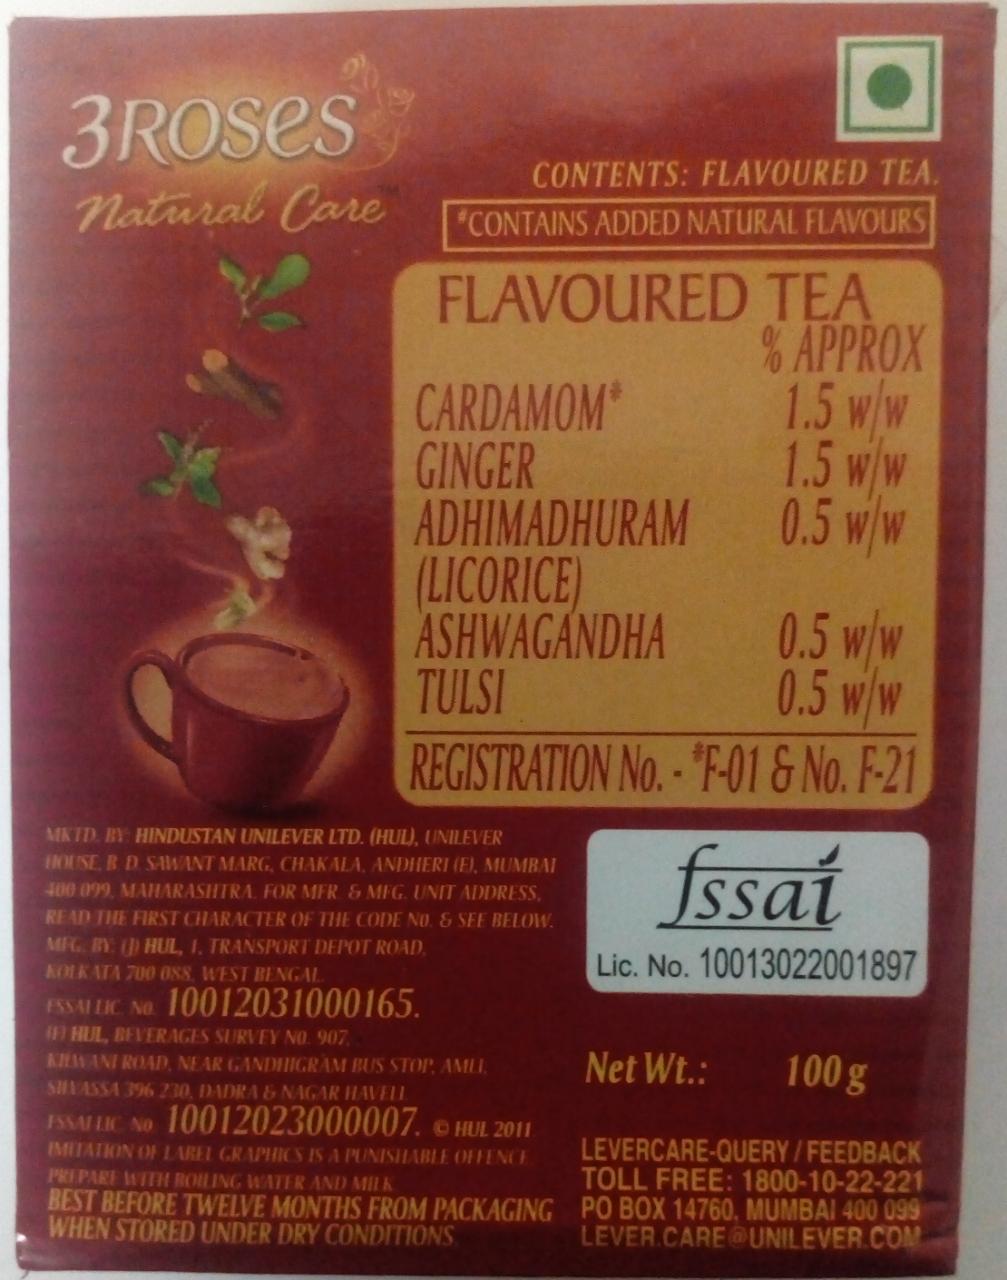 3ROSES
Natural Care™
CONTENTS: FLAVOURED TEA.
#CONTAINS ADDED NATURAL FLAVOURS
FLAVOURED TEA
% APPROX
CARDAMOM# 1.5 w/w
GINGER 1.5 w/w
ADHIMADHURAM 0.5 w/w
(LICORICE)
ASHWAGANDHA 0.5 w/w
TULSI 0.5 w/w
REGISTRATION No. - #F-01 & No. F-21
MKTD. BY: HINDUSTAN UNILEVER LTD. (HUL), UNILEVER
HOUSE, B. D. SAWANT MARG, CHAKALA, ANDHERI (E), MUMBAI
400 099, MAHARASHTRA. FOR MFR. & MFG. UNIT ADDRESS,
READ THE FIRST CHARACTER OF THE CODE No. & SEE BELOW.
MFG. BY: (J) HUL, 1, TRANSPORT DEPOT ROAD,
KOLKATA 700 088, WEST BENGAL.
FSSAI LIC. No. 10012031000165.
HUL, BEVERAGES SURVEY No. 907,
KILWANI ROAD, NEAR GANDHIGRAM BUS STOP, AMLI,
SILVASSA 396 230, DADRA & NAGAR HAVELI
FSSAI LIC. No 10012023000007. © HUL 2011
IMITATION OF LABEL GRAPHICS IS A PUNISHABLE OFFENCE
PREPARE WITH BOILING WATER AND MILK
BEST BEFORE TWELVE MONTHS FROM PACKAGING
WHEN STORED UNDER DRY CONDITIONS.
fssai
Lic. No. 10013022001897
Net Wt.: 100 g
LEVERCARE-QUERY / FEEDBACK
TOLL FREE: 1800-10-22-221
PO BOX 14760, MUMBAI 400 099
LEVER.CARE@UNILEVER.COM